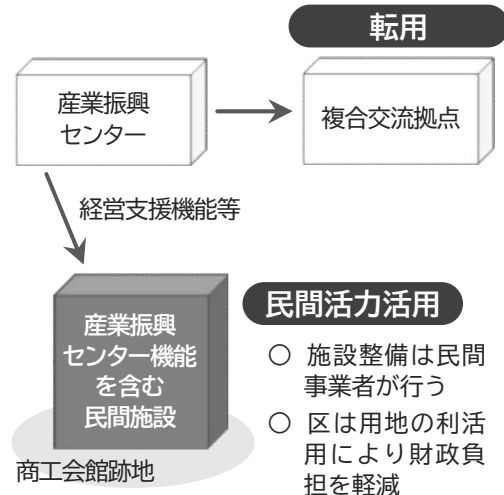 転用
産業振興
センター
複合交流拠点
経営支援機能等
産業振興
センター機能
を含む
民間施設
商工会館跡地
民間活力活用
○ 施設整備は民間
事業者が行う
○ 区は用地の利活
用により財政負
担を軽減